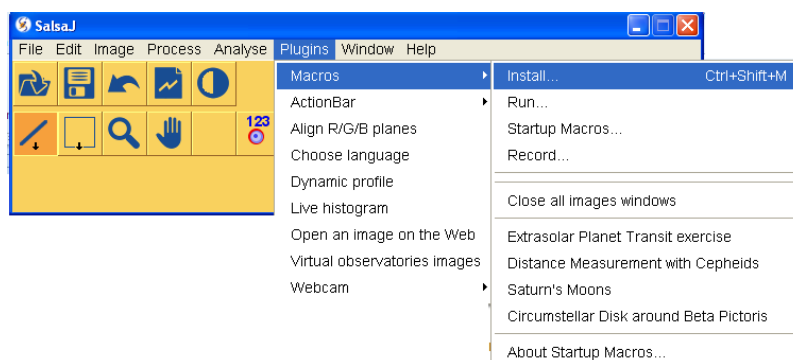 SalsaJ
File Edit Image Process Analyse Plugins Window Help
123
Macros
ActionBar
Align R/G/B planes
Choose language
Dynamic profile
Live histogram
Open an image on the Web
Virtual observatories images
Webcam
Install... Ctrl+Shift+M
Run...
Startup Macros...
Record...
Close all images windows
Extrasolar Planet Transit exercise
Distance Measurement with Cepheids
Saturn's Moons
Circumstellar Disk around Beta Pictoris
About Startup Macros...